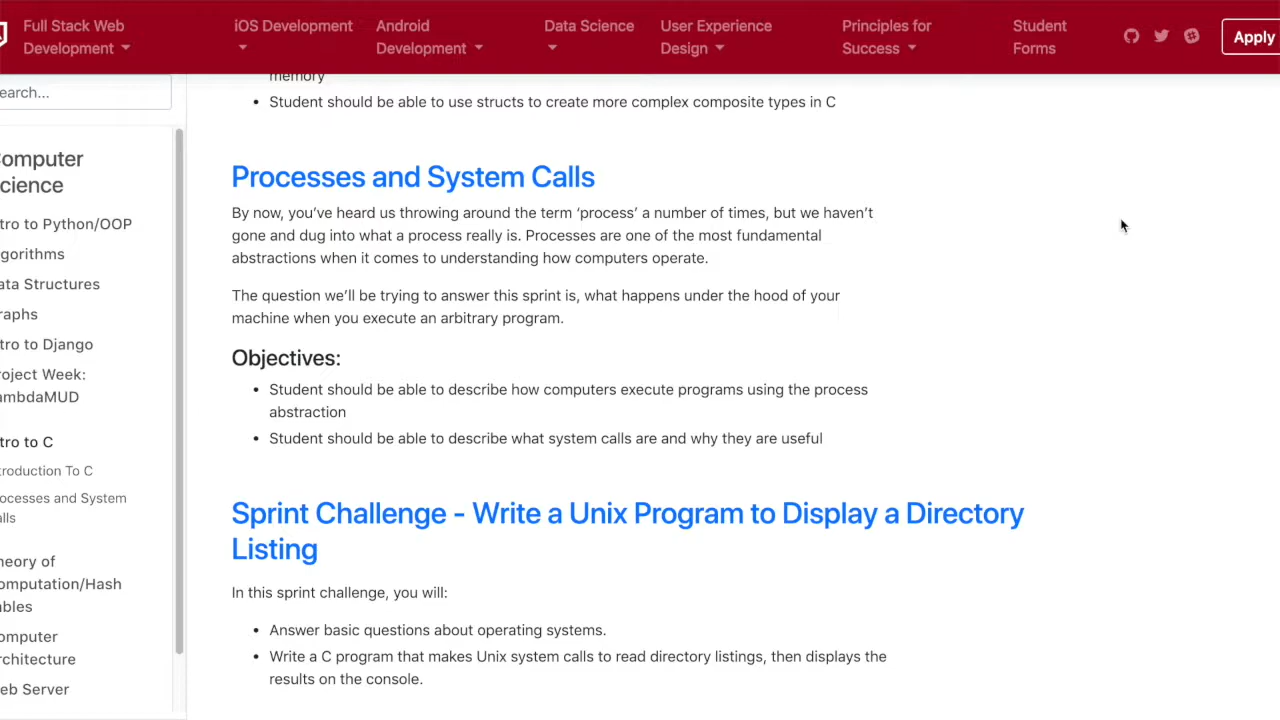 Full Stack Web
Development
iOS Development
Android
Development
Data Science
User Experience
Design
Principles for
Success
Student
Forms
Apply
earch...
memory
• Student should be able to use structs to create more complex composite types in C
omputer
cience
tro to Python/OOP
gorithms
ata Structures
raphs
tro to Django
oject Week:
ambdaMUD
tro to C
troduction To C
ocesses and System
alls
heory of
omputation/Hash
ables
omputer
rchitecture
eb Server
Processes and System Calls
By now, you’ve heard us throwing around the term ‘process’ a number of times, but we haven’t
gone and dug into what a process really is. Processes are one of the most fundamental
abstractions when it comes to understanding how computers operate.
The question we’ll be trying to answer this sprint is, what happens under the hood of your
machine when you execute an arbitrary program.
Objectives:
• Student should be able to describe how computers execute programs using the process
abstraction
• Student should be able to describe what system calls are and why they are useful
Sprint Challenge - Write a Unix Program to Display a Directory
Listing
In this sprint challenge, you will:
• Answer basic questions about operating systems.
• Write a C program that makes Unix system calls to read directory listings, then displays the
results on the console.